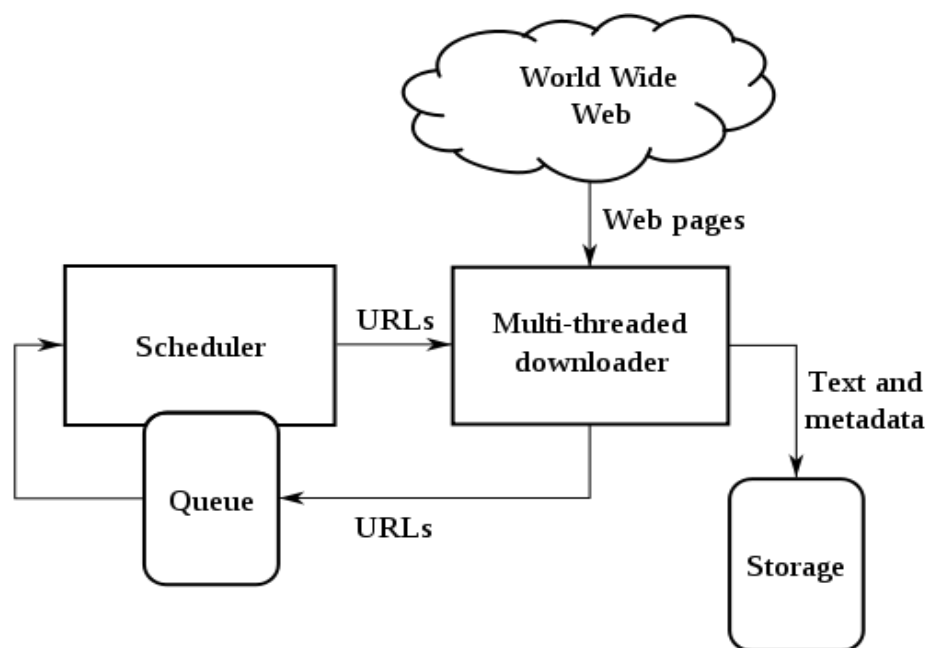 World Wide
Web
Web pages
Scheduler
URLs
Multi-threaded
downloader
Text and
metadata
Queue
URLs
Storage